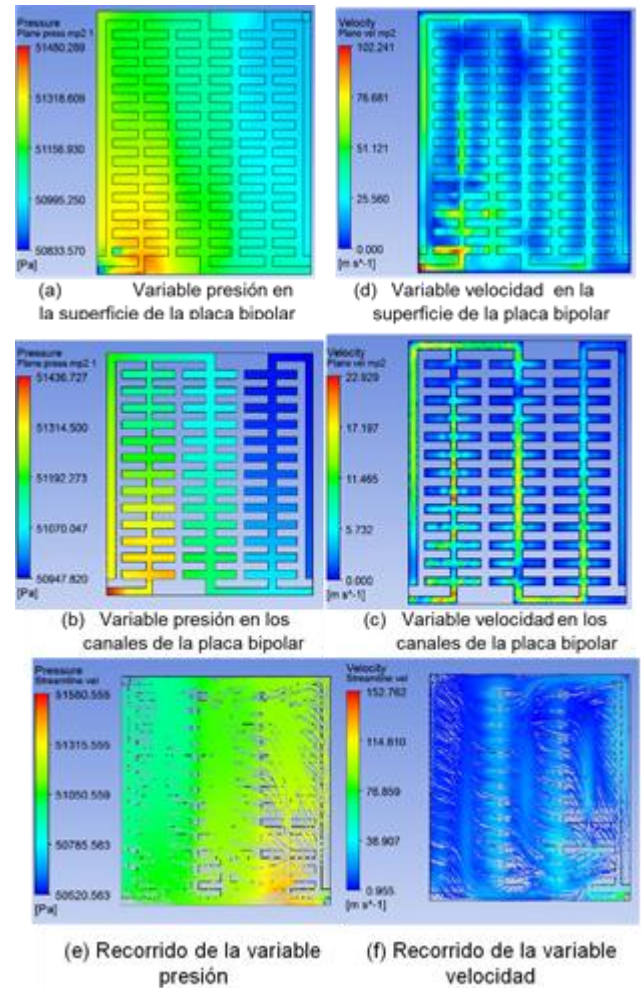 Pressure
Plane press mp2 1
51480.289
51318.609
51156.930
50995.250
50833.570
[Pa]
(a) Variable presión en
la superficie de la placa bipolar
Velocity
Plane vel mp2
102.241
76.681
51.121
25.560
0.000
[m s^-1]
(d) Variable velocidad en la
superficie de la placa bipolar
Pressure
Plane press mp2 1
51436.727
51314.500
51192.273
51070.047
50947.820
[Pa]
(b) Variable presión en los
canales de la placa bipolar
Velocity
Plane vel mp2
22.929
17.197
11.465
5.732
0.000
[m s^-1]
(c) Variable velocidad en los
canales de la placa bipolar
Pressure
Streamline vel
51315.555
50785.563
50520.563
[Pa]
(e) Recorrido de la variable
presión
Velocity
Streamline vel
152.762
114.810
76.859
38.907
0.955
[m s^-1]
(f) Recorrido de la variable
velocidad